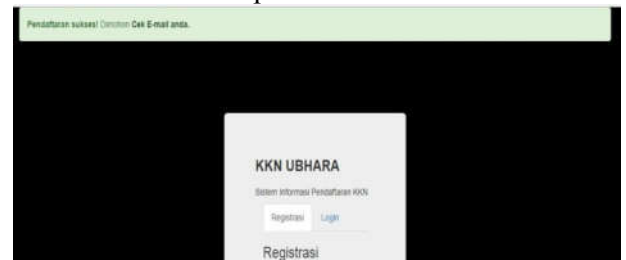 Pendaftaran sukses! Cek E-mail anda.
KKN UBHARA
Sistem Informasi Pendaftaran KKN
Registrasi Login
Registrasi